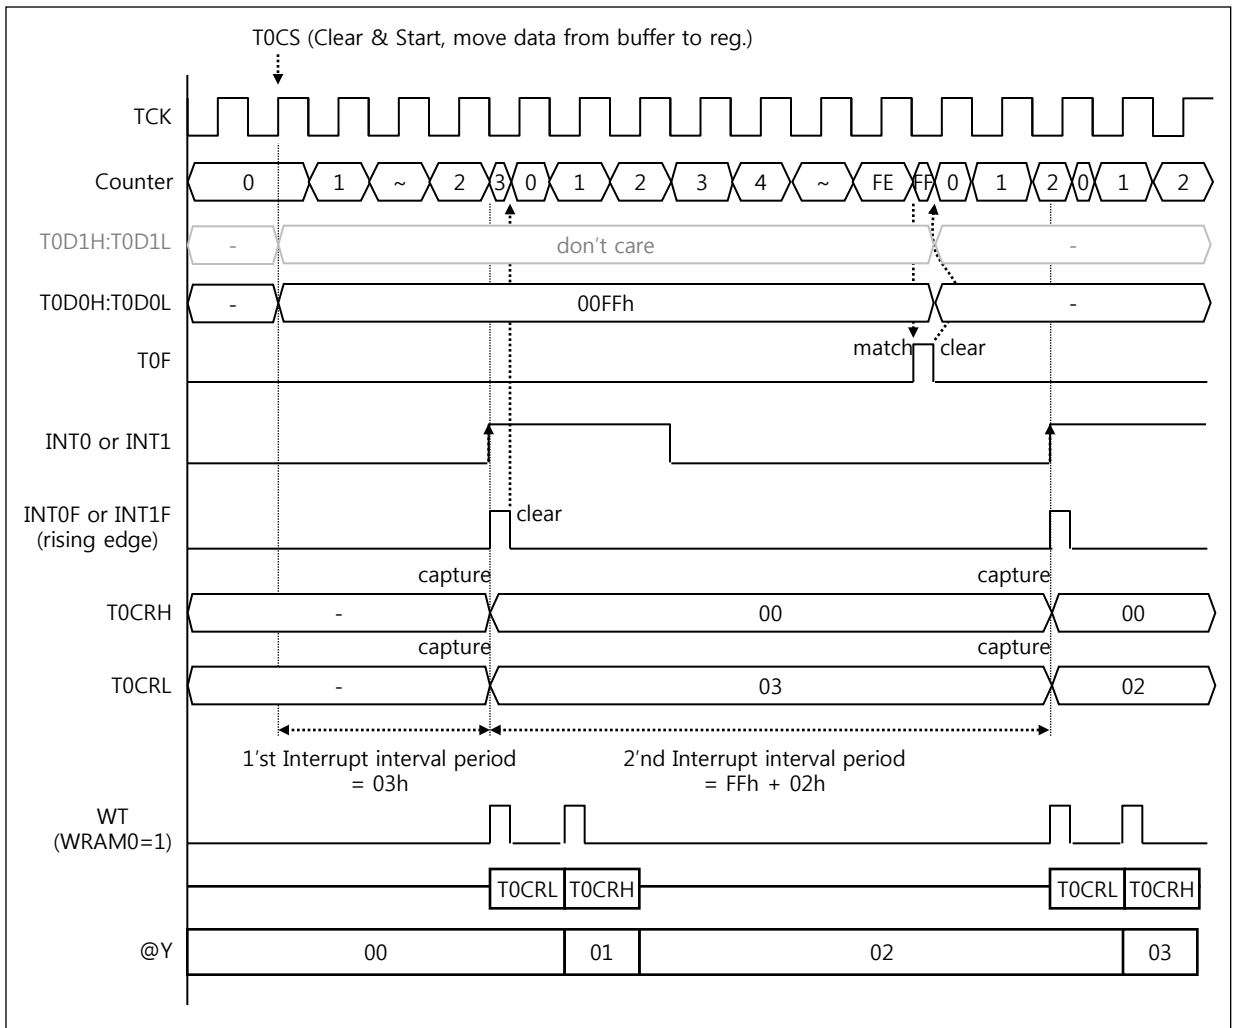 T0CS (Clear & Start, move data from buffer to reg.)
TCK
Counter 0 1 ~ 2 3 0 1 2 3 4 ~ FE FF 0 1 2 0 1 2
T0D1H:T0D1L - don't care -
T0D0H:T0D0L - 00FFh -
match clear
T0F
INT0 or INT1
INT0F or INT1F clear
(rising edge)
capture capture
T0CRH - 00 00
capture capture
T0CRL - 03 02
1'st Interrupt interval period 2'nd Interrupt interval period
= 03h = FFh + 02h
WT
(WRAM0=1)
T0CRL T0CRH T0CRL T0CRH
@Y 00 01 02 03